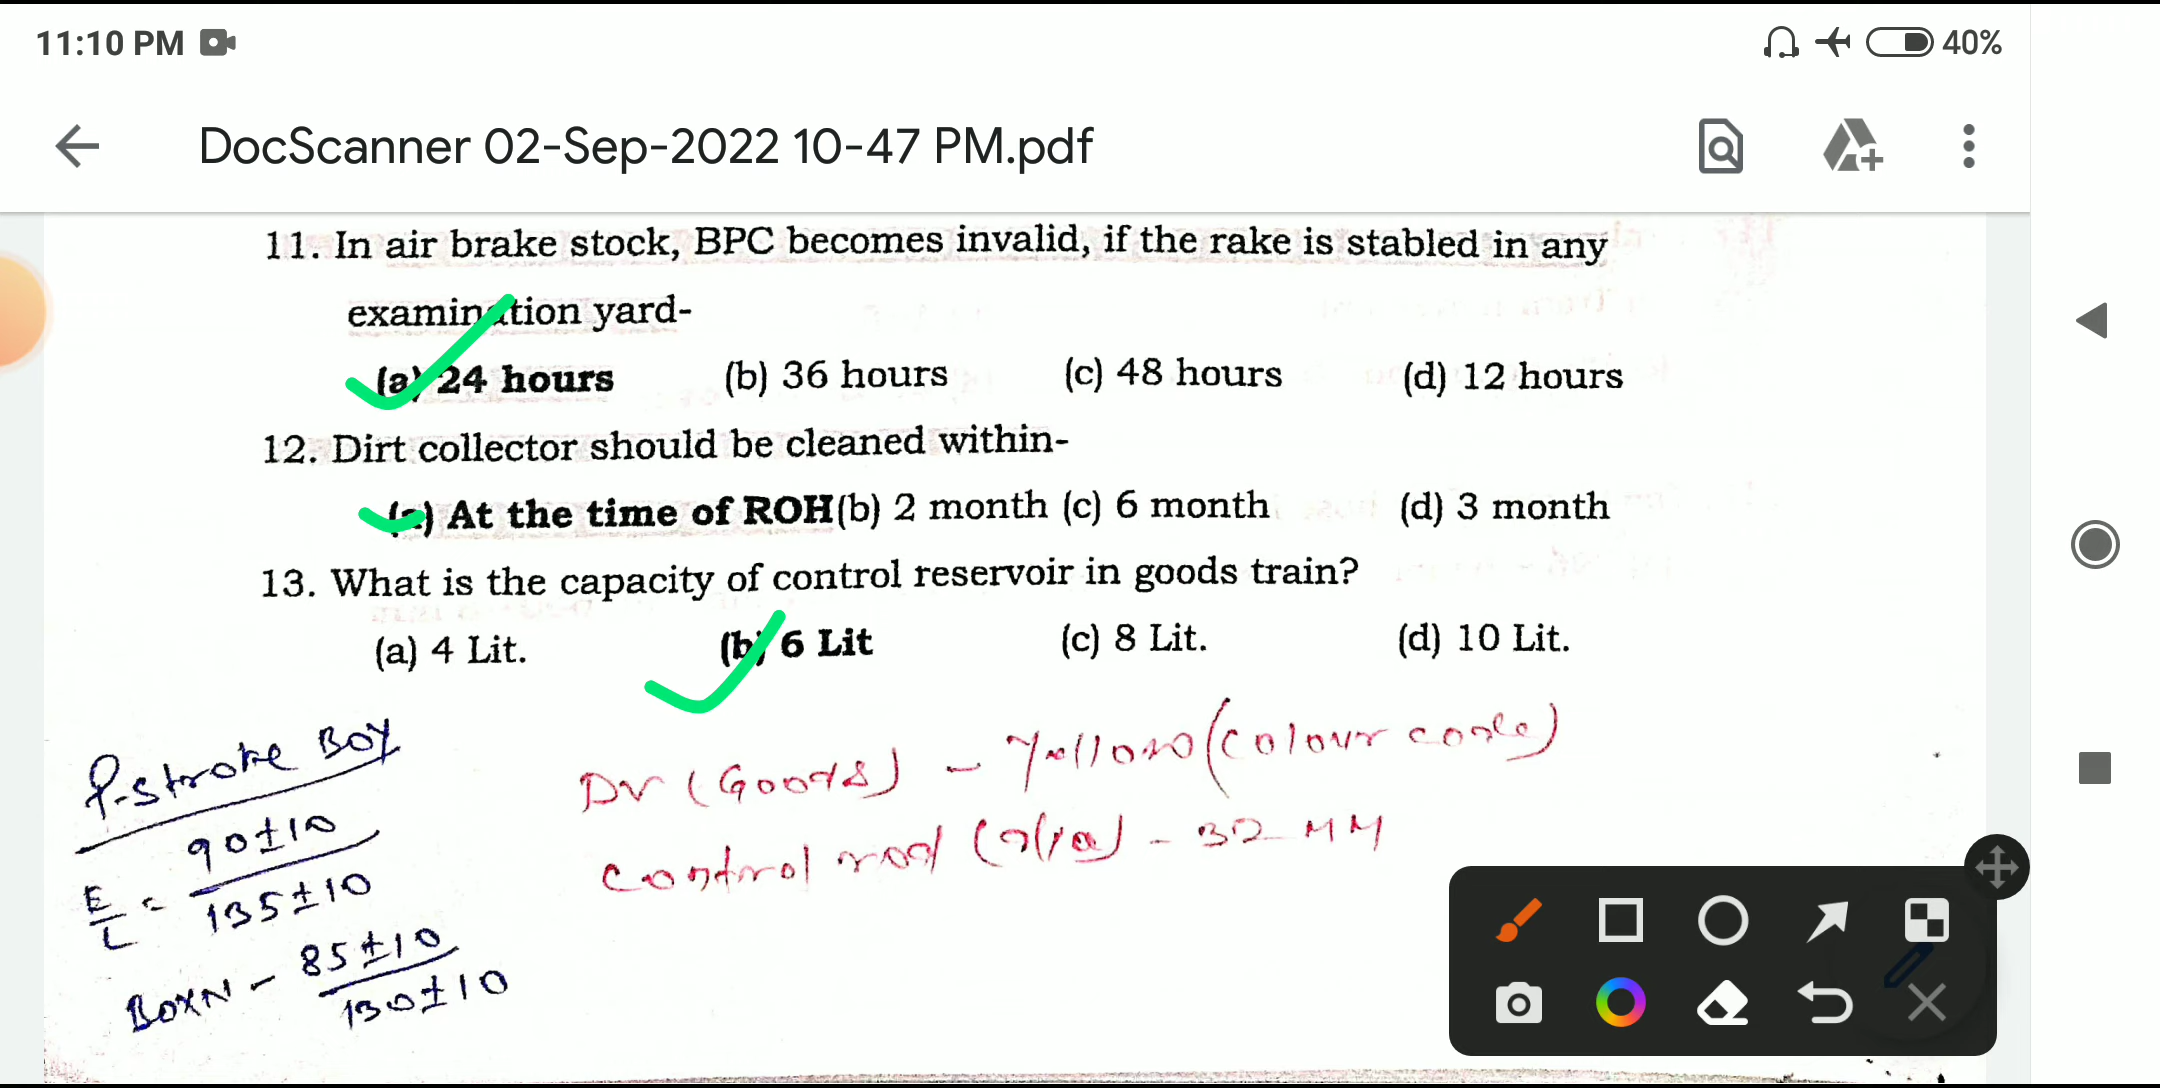 11:10 PM
40%
DocScanner 02-Sep-2022 10-47 PM.pdf
11. In air brake stock, BPC becomes invalid, if the rake is stabled in any
examination yard-
(a) 24 hours (b) 36 hours (c) 48 hours (d) 12 hours
12. Dirt collector should be cleaned within-
(a) At the time of ROH (b) 2 month (c) 6 month (d) 3 month
13. What is the capacity of control reservoir in goods train?
(a) 4 Lit. (b) 6 Lit (c) 8 Lit. (d) 10 Lit.
P-stroke BOY
E/L = 90±10 / 135±10
BOXN - 85±10 / 130±10
DV (Goods) - Yellow (Colour code)
Control rod (dia) - 32 MM